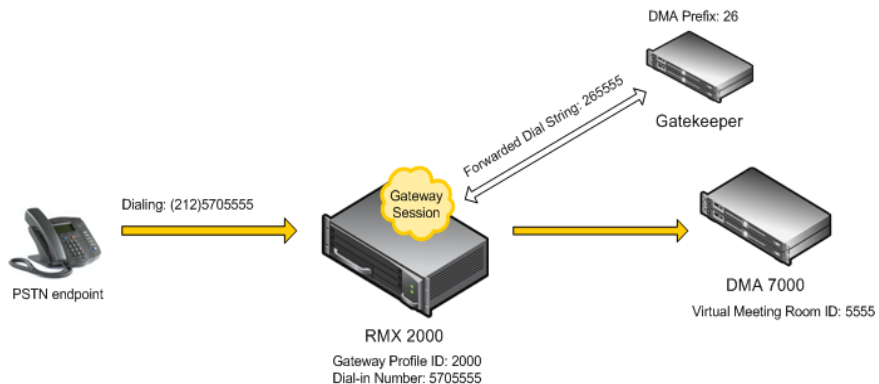 DMA Prefix: 26
Gatekeeper
Forwarded Dial String: 265555
Gateway
Session
Dialing: (212)5705555
PSTN endpoint
RMX 2000
Gateway Profile ID: 2000
Dial-in Number: 5705555
DMA 7000
Virtual Meeting Room ID: 5555